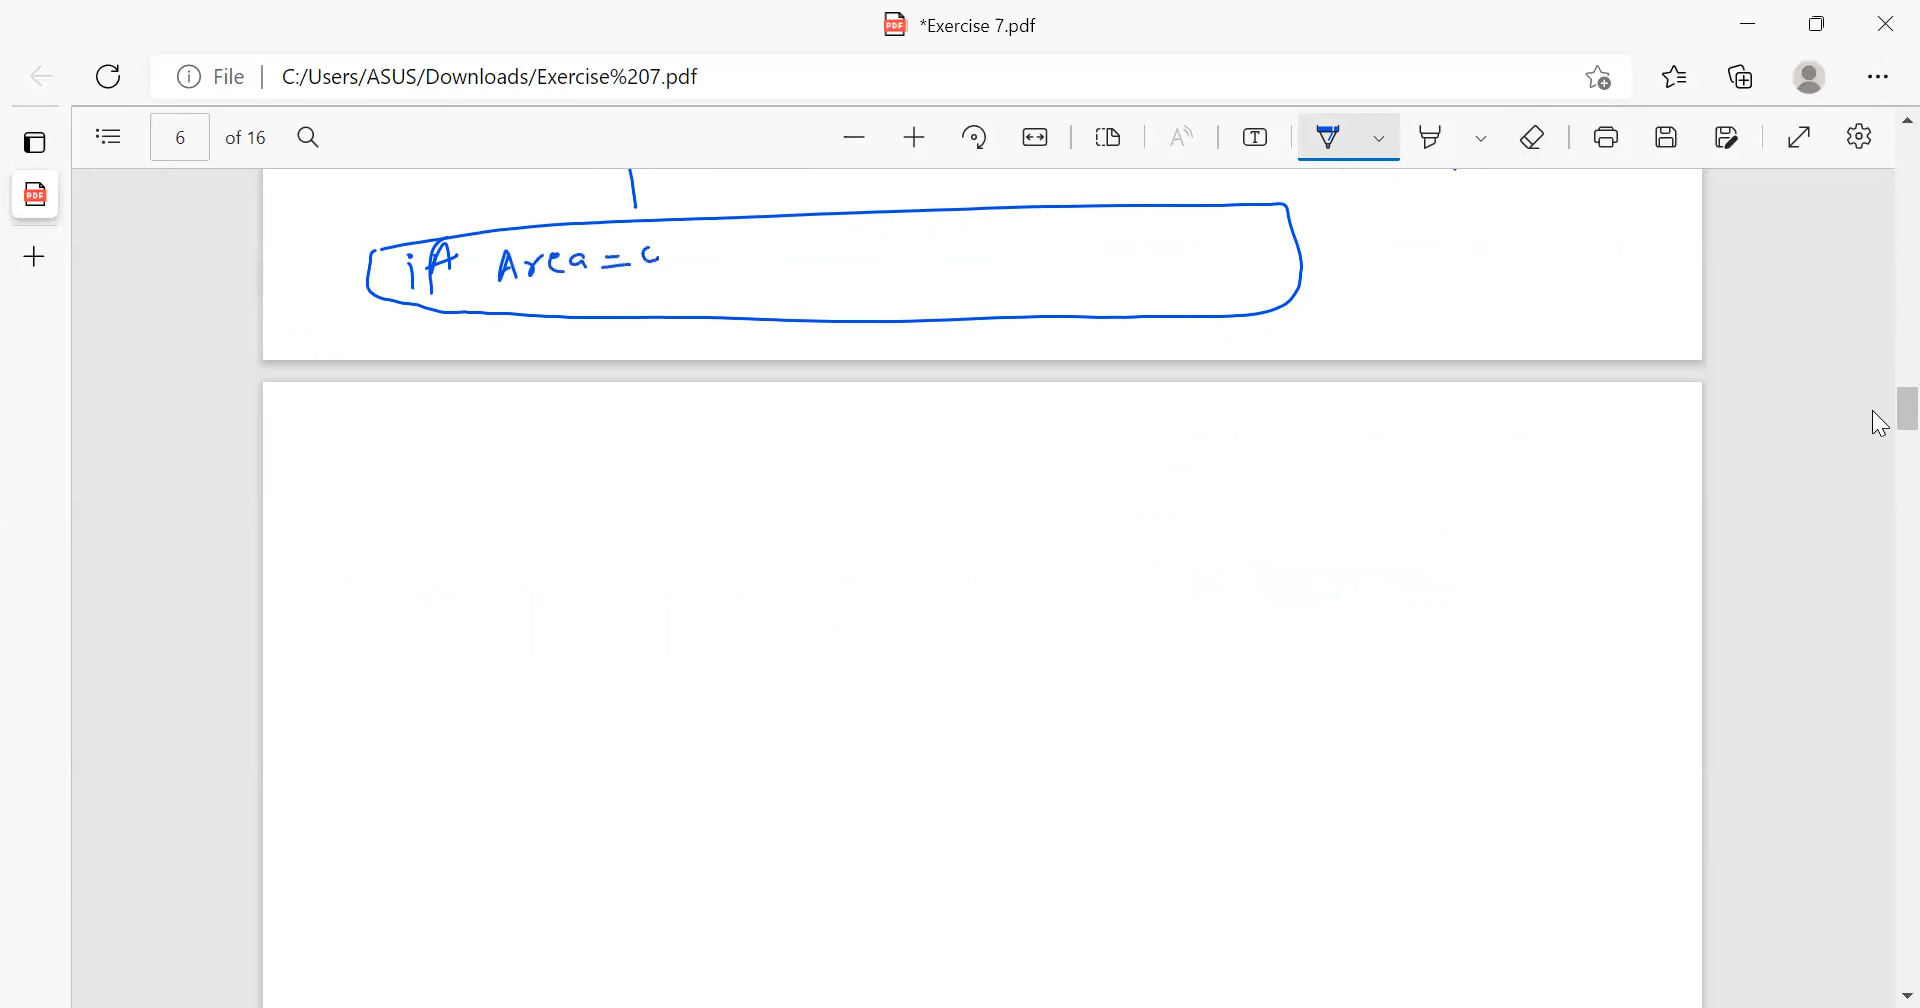 *Exercise 7.pdf
File C:/Users/ASUS/Downloads/Exercise%207.pdf
6 of 16
if Area = c